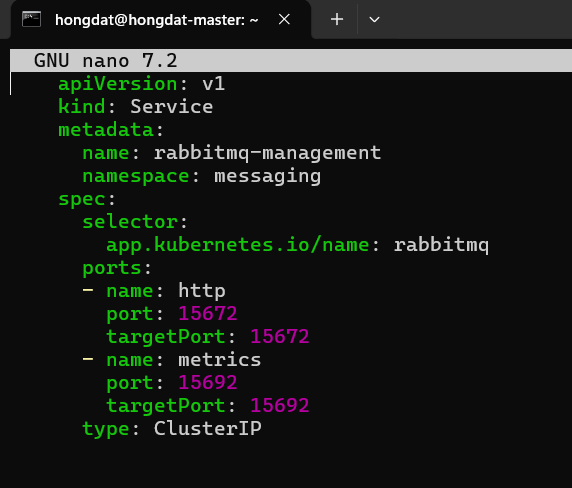 hongdat@hongdat-master: ~
GNU nano 7.2
apiVersion: v1
kind: Service
metadata:
  name: rabbitmq-management
  namespace: messaging
spec:
  selector:
    app.kubernetes.io/name: rabbitmq
  ports:
  - name: http
    port: 15672
    targetPort: 15672
  - name: metrics
    port: 15692
    targetPort: 15692
  type: ClusterIP